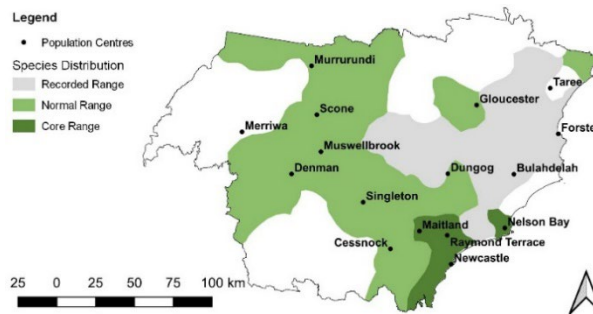 Legend
Population Centres
Species Distribution
Recorded Range
Normal Range
Core Range
Murrurundi
Taree
Gloucester
Scone
Forster
Merriwa
Muswellbrook
Denman
Dungog
Bulahdelah
Singleton
Nelson Bay
Maitland
Raymond Terrace
Cessnock
Newcastle
25 0 25 50 75 100 km